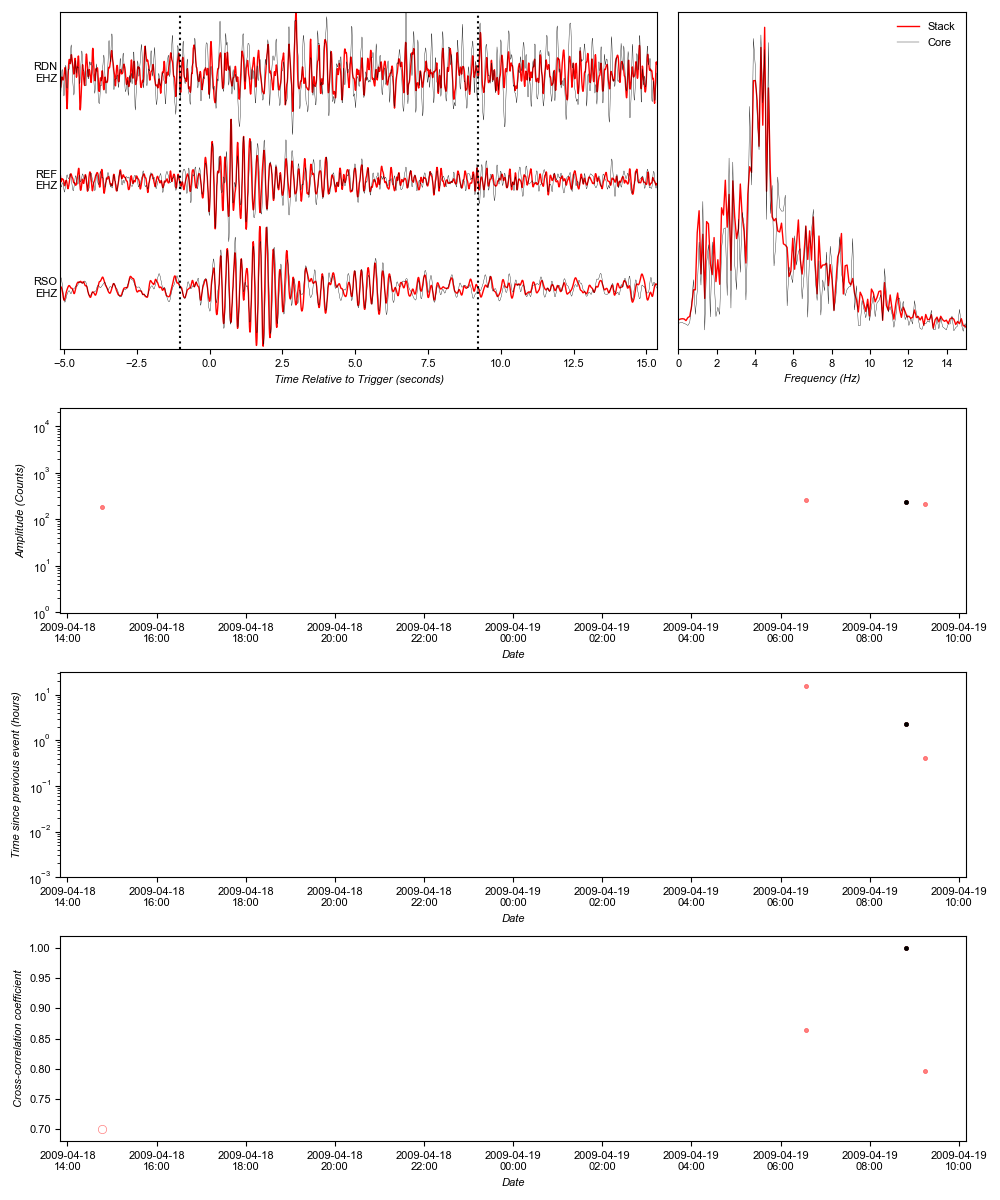 RDN
EHZ
REF
EHZ
RSO
EHZ
−5.0 −2.5 0.0 2.5 5.0 7.5 10.0 12.5 15.0
Time Relative to Trigger (seconds)
Stack
Core
0 2 4 6 8 10 12 14
Frequency (Hz)
10^4
10^3
10^2
10^1
10^0
Amplitude (Counts)
2009-04-18 2009-04-18 2009-04-18 2009-04-18 2009-04-18 2009-04-19 2009-04-19 2009-04-19 2009-04-19 2009-04-19 2009-04-19
14:00 16:00 18:00 20:00 22:00 00:00 02:00 04:00 06:00 08:00 10:00
Date
10^1
10^0
10^−1
10^−2
10^−3
Time since previous event (hours)
2009-04-18 2009-04-18 2009-04-18 2009-04-18 2009-04-18 2009-04-19 2009-04-19 2009-04-19 2009-04-19 2009-04-19 2009-04-19
14:00 16:00 18:00 20:00 22:00 00:00 02:00 04:00 06:00 08:00 10:00
Date
1.00
0.95
0.90
0.85
0.80
0.75
0.70
Cross-correlation coefficient
2009-04-18 2009-04-18 2009-04-18 2009-04-18 2009-04-18 2009-04-19 2009-04-19 2009-04-19 2009-04-19 2009-04-19 2009-04-19
14:00 16:00 18:00 20:00 22:00 00:00 02:00 04:00 06:00 08:00 10:00
Date